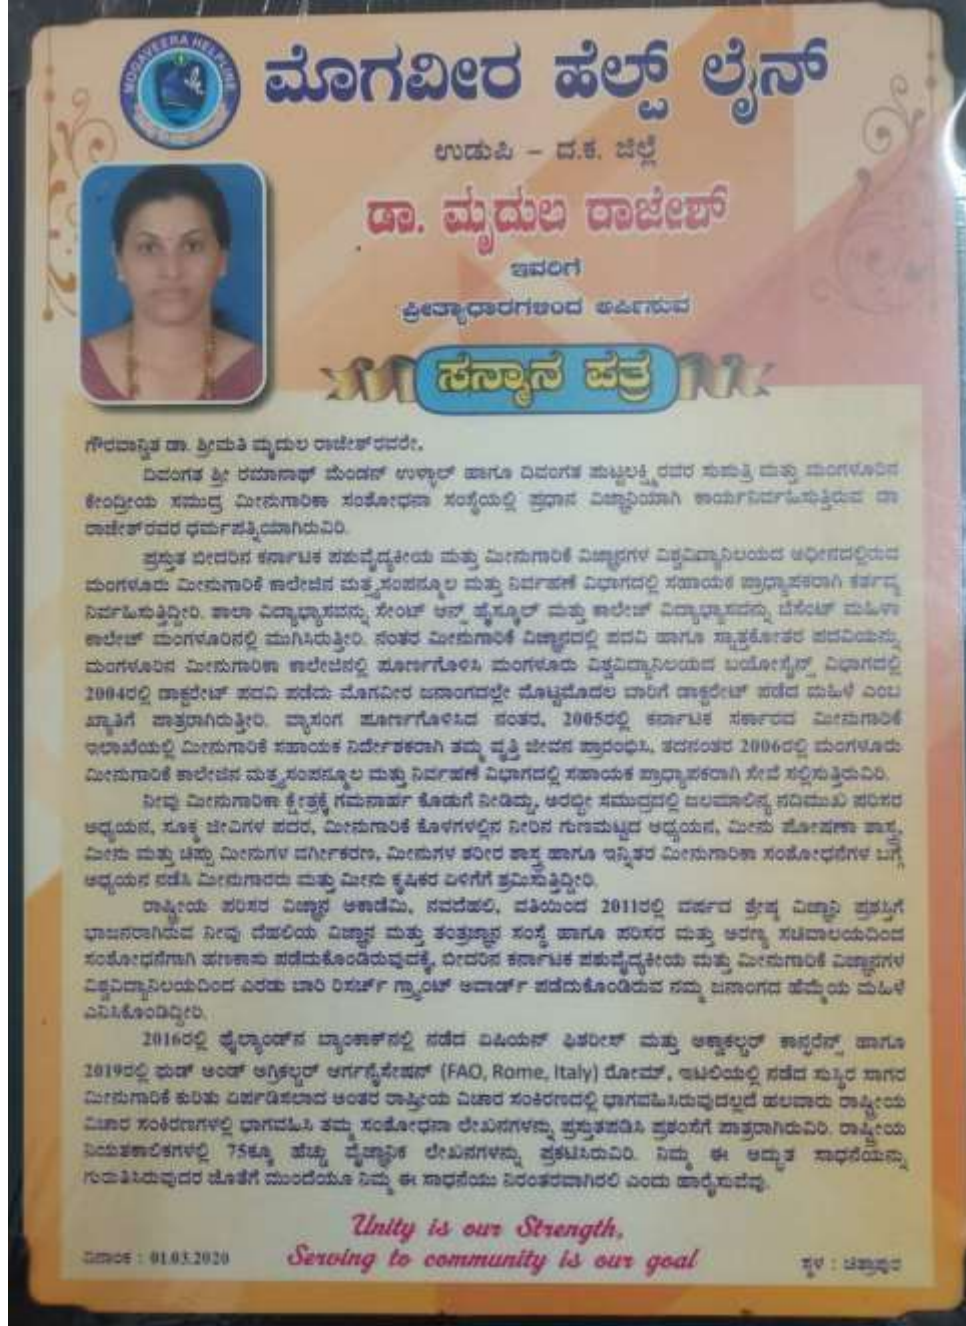 MOGAVEERA HELPLINE
ಮೊಗವೀರ ಹೆಲ್ಪ್ ಲೈನ್
ಉಡುಪಿ – ದ.ಕ. ಜಿಲ್ಲೆ
ಡಾ. ಮೃದುಲ ರಾಜೇಶ್
ಇವರಿಗೆ
ಪ್ರೀತ್ಯಾಧಾರಗಳಿಂದ ಅರ್ಪಿಸುವ
ಸನ್ಮಾನ ಪತ್ರ
ಗೌರವಾನ್ವಿತ ಡಾ. ಶ್ರೀಮತಿ ಮೃದುಲ ರಾಜೇಶ್‌ರವರೇ,
ದಿವಂಗತ ಶ್ರೀ ರಮಾನಾಥ್ ಮೆಂಡನ್ ಉಳ್ಳಾಲ್ ಹಾಗೂ ದಿವಂಗತ ಪುಟ್ಟಲಕ್ಷ್ಮಿರವರ ಸುಪುತ್ರಿ ಮತ್ತು ಮಂಗಳೂರಿನ
ಕೇಂದ್ರೀಯ ಸಮುದ್ರ ಮೀನುಗಾರಿಕಾ ಸಂಶೋಧನಾ ಸಂಸ್ಥೆಯಲ್ಲಿ ಪ್ರಧಾನ ವಿಜ್ಞಾನಿಯಾಗಿ ಕಾರ್ಯನಿರ್ವಹಿಸುತ್ತಿರುವ ಡಾ
ರಾಜೇಶ್‌ರವರ ಧರ್ಮಪತ್ನಿಯಾಗಿರುವಿರಿ.
ಪ್ರಸ್ತುತ ಬೀದರಿನ ಕರ್ನಾಟಕ ಪಶುವೈದ್ಯಕೀಯ ಮತ್ತು ಮೀನುಗಾರಿಕೆ ವಿಜ್ಞಾನಗಳ ವಿಶ್ವವಿದ್ಯಾನಿಲಯದ ಅಧೀನದಲ್ಲಿರುವ
ಮಂಗಳೂರು ಮೀನುಗಾರಿಕೆ ಕಾಲೇಜಿನ ಮತ್ಸ್ಯಸಂಪನ್ಮೂಲ ಮತ್ತು ನಿರ್ವಹಣೆ ವಿಭಾಗದಲ್ಲಿ ಸಹಾಯಕ ಪ್ರಾಧ್ಯಾಪಕರಾಗಿ ಕರ್ತವ್ಯ
ನಿರ್ವಹಿಸುತ್ತಿದ್ದೀರಿ. ಶಾಲಾ ವಿದ್ಯಾಭ್ಯಾಸವನ್ನು ಸೇಂಟ್ ಆನ್ಸ್ ಹೈಸ್ಕೂಲ್ ಮತ್ತು ಕಾಲೇಜ್ ವಿದ್ಯಾಭ್ಯಾಸವನ್ನು ಬೆಸೆಂಟ್ ಮಹಿಳಾ
ಕಾಲೇಜ್ ಮಂಗಳೂರಿನಲ್ಲಿ ಮುಗಿಸಿರುತ್ತೀರಿ. ನಂತರ ಮೀನುಗಾರಿಕೆ ವಿಜ್ಞಾನದಲ್ಲಿ ಪದವಿ ಹಾಗೂ ಸ್ನಾತ್ತಕೋತರ ಪದವಿಯನ್ನು
ಮಂಗಳೂರಿನ ಮೀನುಗಾರಿಕಾ ಕಾಲೇಜಿನಲ್ಲಿ ಪೂರ್ಣಗೊಳಿಸಿ ಮಂಗಳೂರು ವಿಶ್ವವಿದ್ಯಾನಿಲಯದ ಬಯೋಸೈನ್ಸ್ ವಿಭಾಗದಲ್ಲಿ
2004ರಲ್ಲಿ ಡಾಕ್ಟರೇಟ್ ಪದವಿ ಪಡೆದು ಮೊಗವೀರ ಜನಾಂಗದಲ್ಲೇ ಮೊಟ್ಟಮೊದಲ ಬಾರಿಗೆ ಡಾಕ್ಟರೇಟ್ ಪಡೆದ ಮಹಿಳೆ ಎಂಬ
ಖ್ಯಾತಿಗೆ ಪಾತ್ರರಾಗಿರುತ್ತೀರಿ. ವ್ಯಾಸಂಗ ಪೂರ್ಣಗೊಳಿಸಿದ ನಂತರ, 2005ರಲ್ಲಿ ಕರ್ನಾಟಕ ಸರ್ಕಾರದ ಮೀನುಗಾರಿಕೆ
ಇಲಾಖೆಯಲ್ಲಿ ಮೀನುಗಾರಿಕೆ ಸಹಾಯಕ ನಿರ್ದೇಶಕರಾಗಿ ತಮ್ಮ ವೃತ್ತಿ ಜೀವನ ಪ್ರಾರಂಭಿಸಿ, ತದನಂತರ 2006ರಲ್ಲಿ ಮಂಗಳೂರು
ಮೀನುಗಾರಿಕೆ ಕಾಲೇಜಿನ ಮತ್ಸ್ಯಸಂಪನ್ಮೂಲ ಮತ್ತು ನಿರ್ವಹಣೆ ವಿಭಾಗದಲ್ಲಿ ಸಹಾಯಕ ಪ್ರಾಧ್ಯಾಪಕರಾಗಿ ಸೇವೆ ಸಲ್ಲಿಸುತ್ತಿರುವಿರಿ.
ನೀವು ಮೀನುಗಾರಿಕಾ ಕ್ಷೇತ್ರಕ್ಕೆ ಗಮನಾರ್ಹ ಕೊಡುಗೆ ನೀಡಿದ್ದು, ಅರಬ್ಬೀ ಸಮುದ್ರದಲ್ಲಿ ಜಲಮಾಲಿನ್ಯ ನದಿಮುಖ ಪರಿಸರ
ಅಧ್ಯಯನ, ಸೂಕ್ಷ್ಮ ಜೀವಿಗಳ ಪದರ, ಮೀನುಗಾರಿಕೆ ಕೊಳಗಳಲ್ಲಿನ ನೀರಿನ ಗುಣಮಟ್ಟದ ಅಧ್ಯಯನ, ಮೀನು ಪೋಷಣಾ ಶಾಸ್ತ್ರ,
ಮೀನು ಮತ್ತು ಚಿಪ್ಪು ಮೀನುಗಳ ವರ್ಗೀಕರಣ, ಮೀನುಗಳ ಶರೀರ ಶಾಸ್ತ್ರ ಹಾಗೂ ಇನ್ನಿತರ ಮೀನುಗಾರಿಕಾ ಸಂಶೋಧನೆಗಳ ಬಗ್ಗೆ
ಅಧ್ಯಯನ ನಡೆಸಿ ಮೀನುಗಾರರು ಮತ್ತು ಮೀನು ಕೃಷಿಕರ ಏಳಿಗೆಗೆ ಶ್ರಮಿಸುತ್ತಿದ್ದೀರಿ.
ರಾಷ್ಟ್ರೀಯ ಪರಿಸರ ವಿಜ್ಞಾನ ಅಕಾಡೆಮಿ, ನವದೆಹಲಿ, ವತಿಯಿಂದ 2011ರಲ್ಲಿ ವರ್ಷದ ಶ್ರೇಷ್ಠ ವಿಜ್ಞಾನಿ ಪ್ರಶಸ್ತಿಗೆ
ಭಾಜನರಾಗಿರುವ ನೀವು ದೆಹಲಿಯ ವಿಜ್ಞಾನ ಮತ್ತು ತಂತ್ರಜ್ಞಾನ ಸಂಸ್ಥೆ ಹಾಗೂ ಪರಿಸರ ಮತ್ತು ಅರಣ್ಯ ಸಚಿವಾಲಯದಿಂದ
ಸಂಶೋಧನೆಗಾಗಿ ಹಣಕಾಸು ಪಡೆದುಕೊಂಡಿರುವುದಕ್ಕೆ, ಬೀದರಿನ ಕರ್ನಾಟಕ ಪಶುವೈದ್ಯಕೀಯ ಮತ್ತು ಮೀನುಗಾರಿಕೆ ವಿಜ್ಞಾನಗಳ
ವಿಶ್ವವಿದ್ಯಾನಿಲಯದಿಂದ ಎರಡು ಬಾರಿ ರಿಸರ್ಚ್ ಗ್ರ್ಯಾಂಟ್ ಅವಾರ್ಡ್ ಪಡೆದುಕೊಂಡಿರುವ ನಮ್ಮ ಜನಾಂಗದ ಹೆಮ್ಮೆಯ ಮಹಿಳೆ
ಎನಿಸಿಕೊಂಡಿದ್ದೀರಿ.
2016ರಲ್ಲಿ ಥೈಲ್ಯಾಂಡ್‌ನ ಬ್ಯಾಂಕಾಕ್‌ನಲ್ಲಿ ನಡೆದ ಏಷಿಯನ್ ಫಿಶರೀಸ್ ಮತ್ತು ಅಕ್ವಾಕಲ್ಚರ್ ಕಾನ್ಫರೆನ್ಸ್ ಹಾಗೂ
2019ರಲ್ಲಿ ಫುಡ್ ಅಂಡ್ ಅಗ್ರಿಕಲ್ಚರ್ ಆರ್ಗನೈಸೇಷನ್ (FAO, Rome, Italy) ರೋಮ್, ಇಟಲಿಯಲ್ಲಿ ನಡೆದ ಸುಸ್ಥಿರ ಸಾಗರ
ಮೀನುಗಾರಿಕೆ ಕುರಿತು ಏರ್ಪಡಿಸಲಾದ ಅಂತರ ರಾಷ್ಟ್ರೀಯ ವಿಚಾರ ಸಂಕಿರಣದಲ್ಲಿ ಭಾಗವಹಿಸಿರುವುದಲ್ಲದೆ ಹಲವಾರು ರಾಷ್ಟ್ರೀಯ
ವಿಚಾರ ಸಂಕಿರಣಗಳಲ್ಲಿ ಭಾಗವಹಿಸಿ ತಮ್ಮ ಸಂಶೋಧನಾ ಲೇಖನಗಳನ್ನು ಪ್ರಸ್ತುತಪಡಿಸಿ ಪ್ರಶಂಸೆಗೆ ಪಾತ್ರರಾಗಿರುವಿರಿ. ರಾಷ್ಟ್ರೀಯ
ನಿಯತಕಾಲಿಕಗಳಲ್ಲಿ 75ಕ್ಕೂ ಹೆಚ್ಚು ವೈಜ್ಞಾನಿಕ ಲೇಖನಗಳನ್ನು ಪ್ರಕಟಿಸಿರುವಿರಿ. ನಿಮ್ಮ ಈ ಅದ್ಭುತ ಸಾಧನೆಯನ್ನು
ಗುರುತಿಸಿರುವುದರ ಜೊತೆಗೆ ಮುಂದೆಯೂ ನಿಮ್ಮ ಈ ಸಾಧನೆಯು ನಿರಂತರವಾಗಿರಲಿ ಎಂದು ಹಾರೈಸುವೆವು.
Unity is our Strength,
Serving to community is our goal
ದಿನಾಂಕ : 01.03.2020
ಸ್ಥಳ : ಚಿತ್ರಾಪುರ